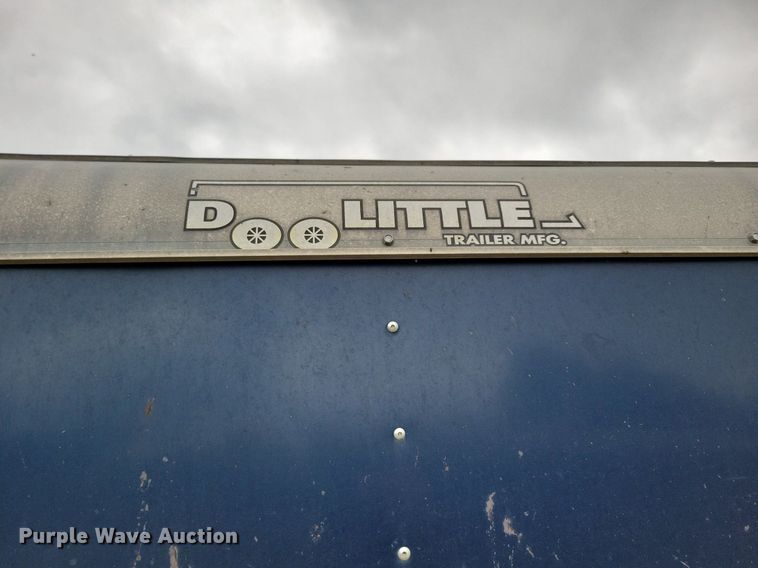 DOOLITTLE
TRAILER MFG.
Purple Wave Auction